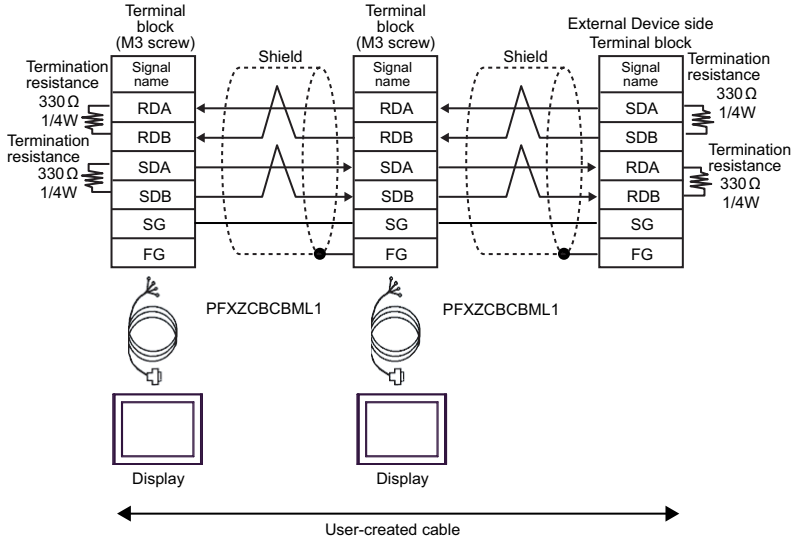 Terminal
block
(M3 screw)
Terminal
block
(M3 screw)
External Device side
Terminal block
Termination
resistance
330Ω
1/4W
Termination
resistance
330Ω
1/4W
Signal
name
RDA
RDB
SDA
SDB
SG
FG
Shield
Signal
name
RDA
RDB
SDA
SDB
SG
FG
Shield
Signal
name
SDA
SDB
RDA
RDB
SG
FG
Termination
resistance
330Ω
1/4W
Termination
resistance
330Ω
1/4W
PFXZCBCBML1
PFXZCBCBML1
Display
Display
User-created cable